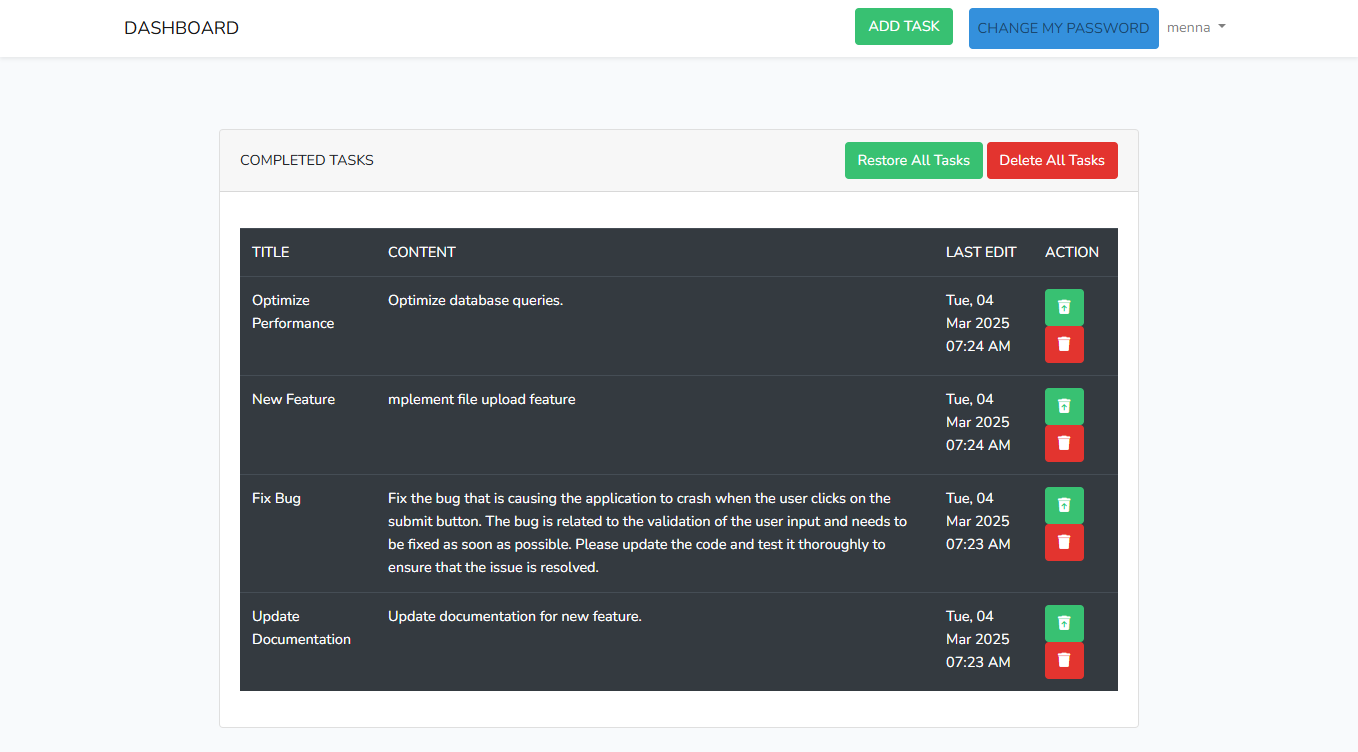 DASHBOARD
ADD TASK
CHANGE MY PASSWORD
menna
COMPLETED TASKS
Restore All Tasks
Delete All Tasks
TITLE CONTENT LAST EDIT ACTION
Optimize Optimize database queries. Tue, 04
Performance Mar 2025
07:24 AM
New Feature mplement file upload feature Tue, 04
Mar 2025
07:24 AM
Fix Bug Fix the bug that is causing the application to crash when the user clicks on the Tue, 04
submit button. The bug is related to the validation of the user input and needs to Mar 2025
be fixed as soon as possible. Please update the code and test it thoroughly to 07:23 AM
ensure that the issue is resolved.
Update Update documentation for new feature. Tue, 04
Documentation Mar 2025
07:23 AM